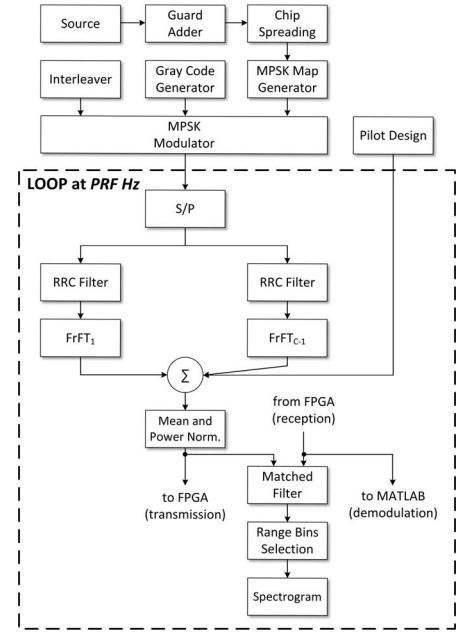 Source
Guard
Adder
Chip
Spreading
Interleaver
Gray Code
Generator
MPSK Map
Generator
MPSK
Modulator
Pilot Design
LOOP at PRF Hz
S/P
RRC Filter
RRC Filter
FrFT1
FrFTC-1
Σ
Mean and
Power Norm.
from FPGA
(reception)
to FPGA
(transmission)
Matched
Filter
to MATLAB
(demodulation)
Range Bins
Selection
Spectrogram